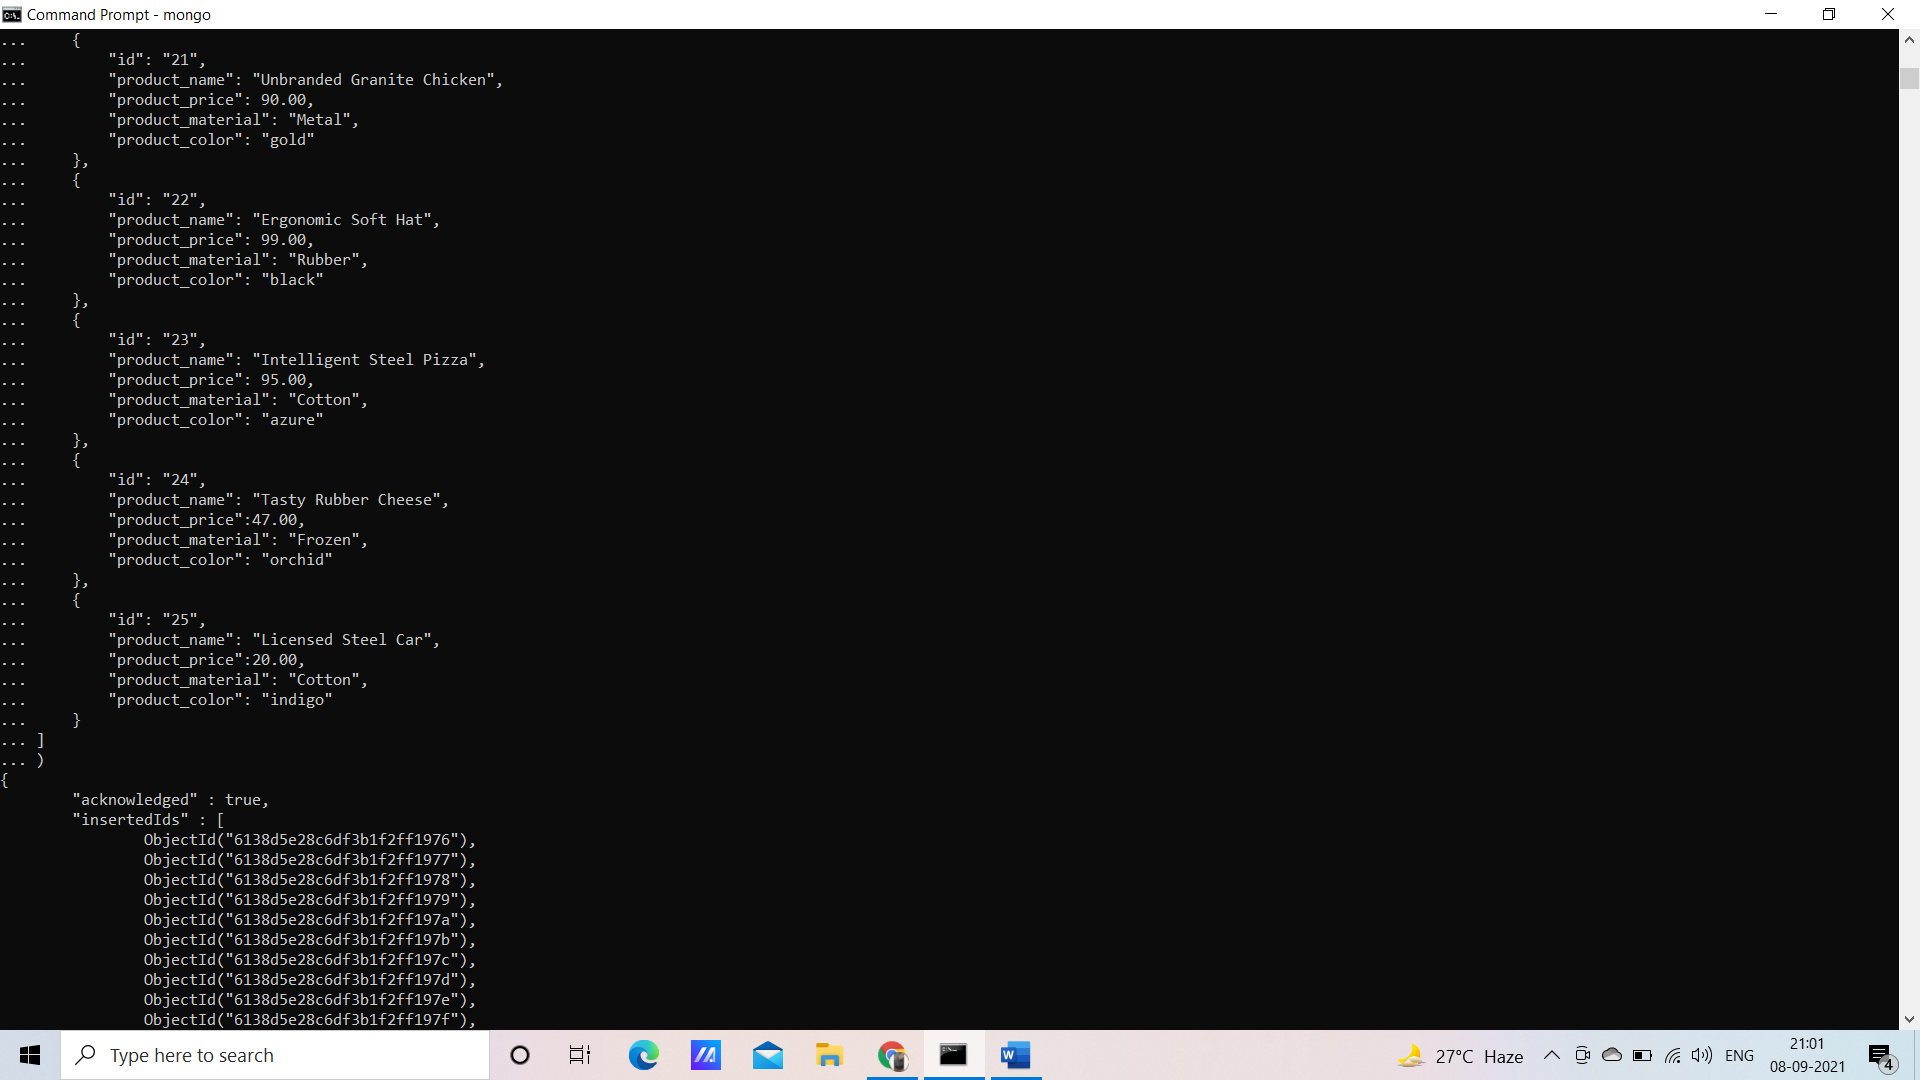 Command Prompt - mongo
...     {
...         "id": "21",
...         "product_name": "Unbranded Granite Chicken",
...         "product_price": 90.00,
...         "product_material": "Metal",
...         "product_color": "gold"
...     },
...     {
...         "id": "22",
...         "product_name": "Ergonomic Soft Hat",
...         "product_price": 99.00,
...         "product_material": "Rubber",
...         "product_color": "black"
...     },
...     {
...         "id": "23",
...         "product_name": "Intelligent Steel Pizza",
...         "product_price": 95.00,
...         "product_material": "Cotton",
...         "product_color": "azure"
...     },
...     {
...         "id": "24",
...         "product_name": "Tasty Rubber Cheese",
...         "product_price":47.00,
...         "product_material": "Frozen",
...         "product_color": "orchid"
...     },
...     {
...         "id": "25",
...         "product_name": "Licensed Steel Car",
...         "product_price":20.00,
...         "product_material": "Cotton",
...         "product_color": "indigo"
...     }
... ]
... )
{
        "acknowledged" : true,
        "insertedIds" : [
                ObjectId("6138d5e28c6df3b1f2ff1976"),
                ObjectId("6138d5e28c6df3b1f2ff1977"),
                ObjectId("6138d5e28c6df3b1f2ff1978"),
                ObjectId("6138d5e28c6df3b1f2ff1979"),
                ObjectId("6138d5e28c6df3b1f2ff197a"),
                ObjectId("6138d5e28c6df3b1f2ff197b"),
                ObjectId("6138d5e28c6df3b1f2ff197c"),
                ObjectId("6138d5e28c6df3b1f2ff197d"),
                ObjectId("6138d5e28c6df3b1f2ff197e"),
                ObjectId("6138d5e28c6df3b1f2ff197f"),
Type here to search
W
27°C Haze
ENG
21:01
08-09-2021
4